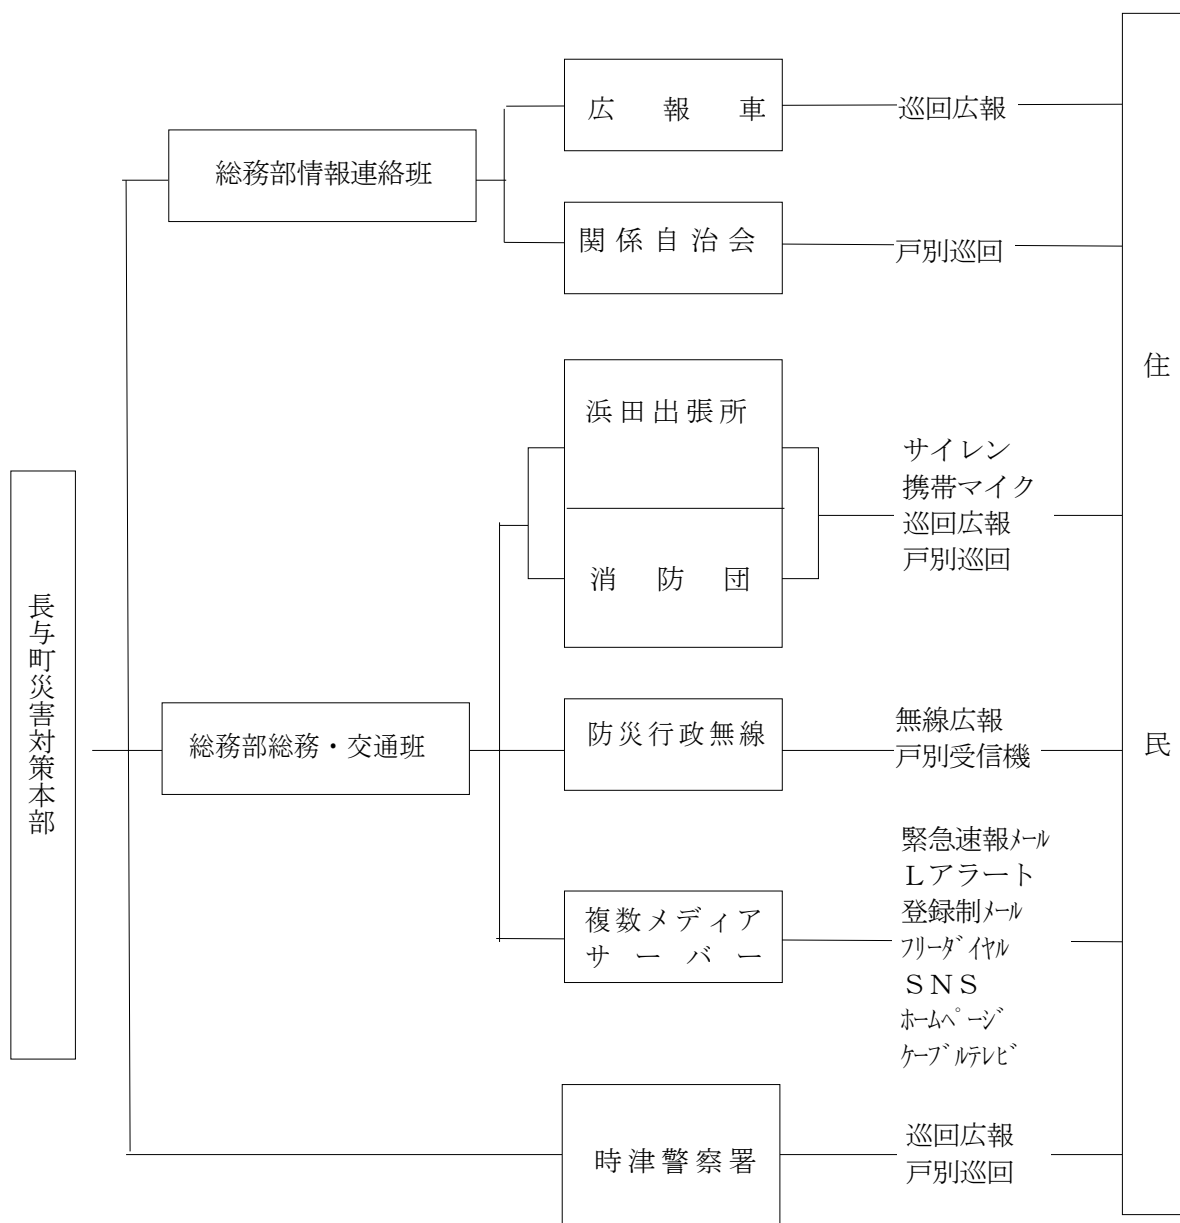 広報車
巡回広報
総務部情報連絡班
関係自治会
戸別巡回
住民
浜田出張所
サイレン
携帯マイク
巡回広報
戸別巡回
消防団
長与町災害対策本部
総務部総務・交通班
防災行政無線
無線広報
戸別受信機
複数メディア
サーバー
緊急速報メール
Lアラート
登録制メール
フリーダイヤル
SNS
ホームページ
ケーブルテレビ
時津警察署
巡回広報
戸別巡回